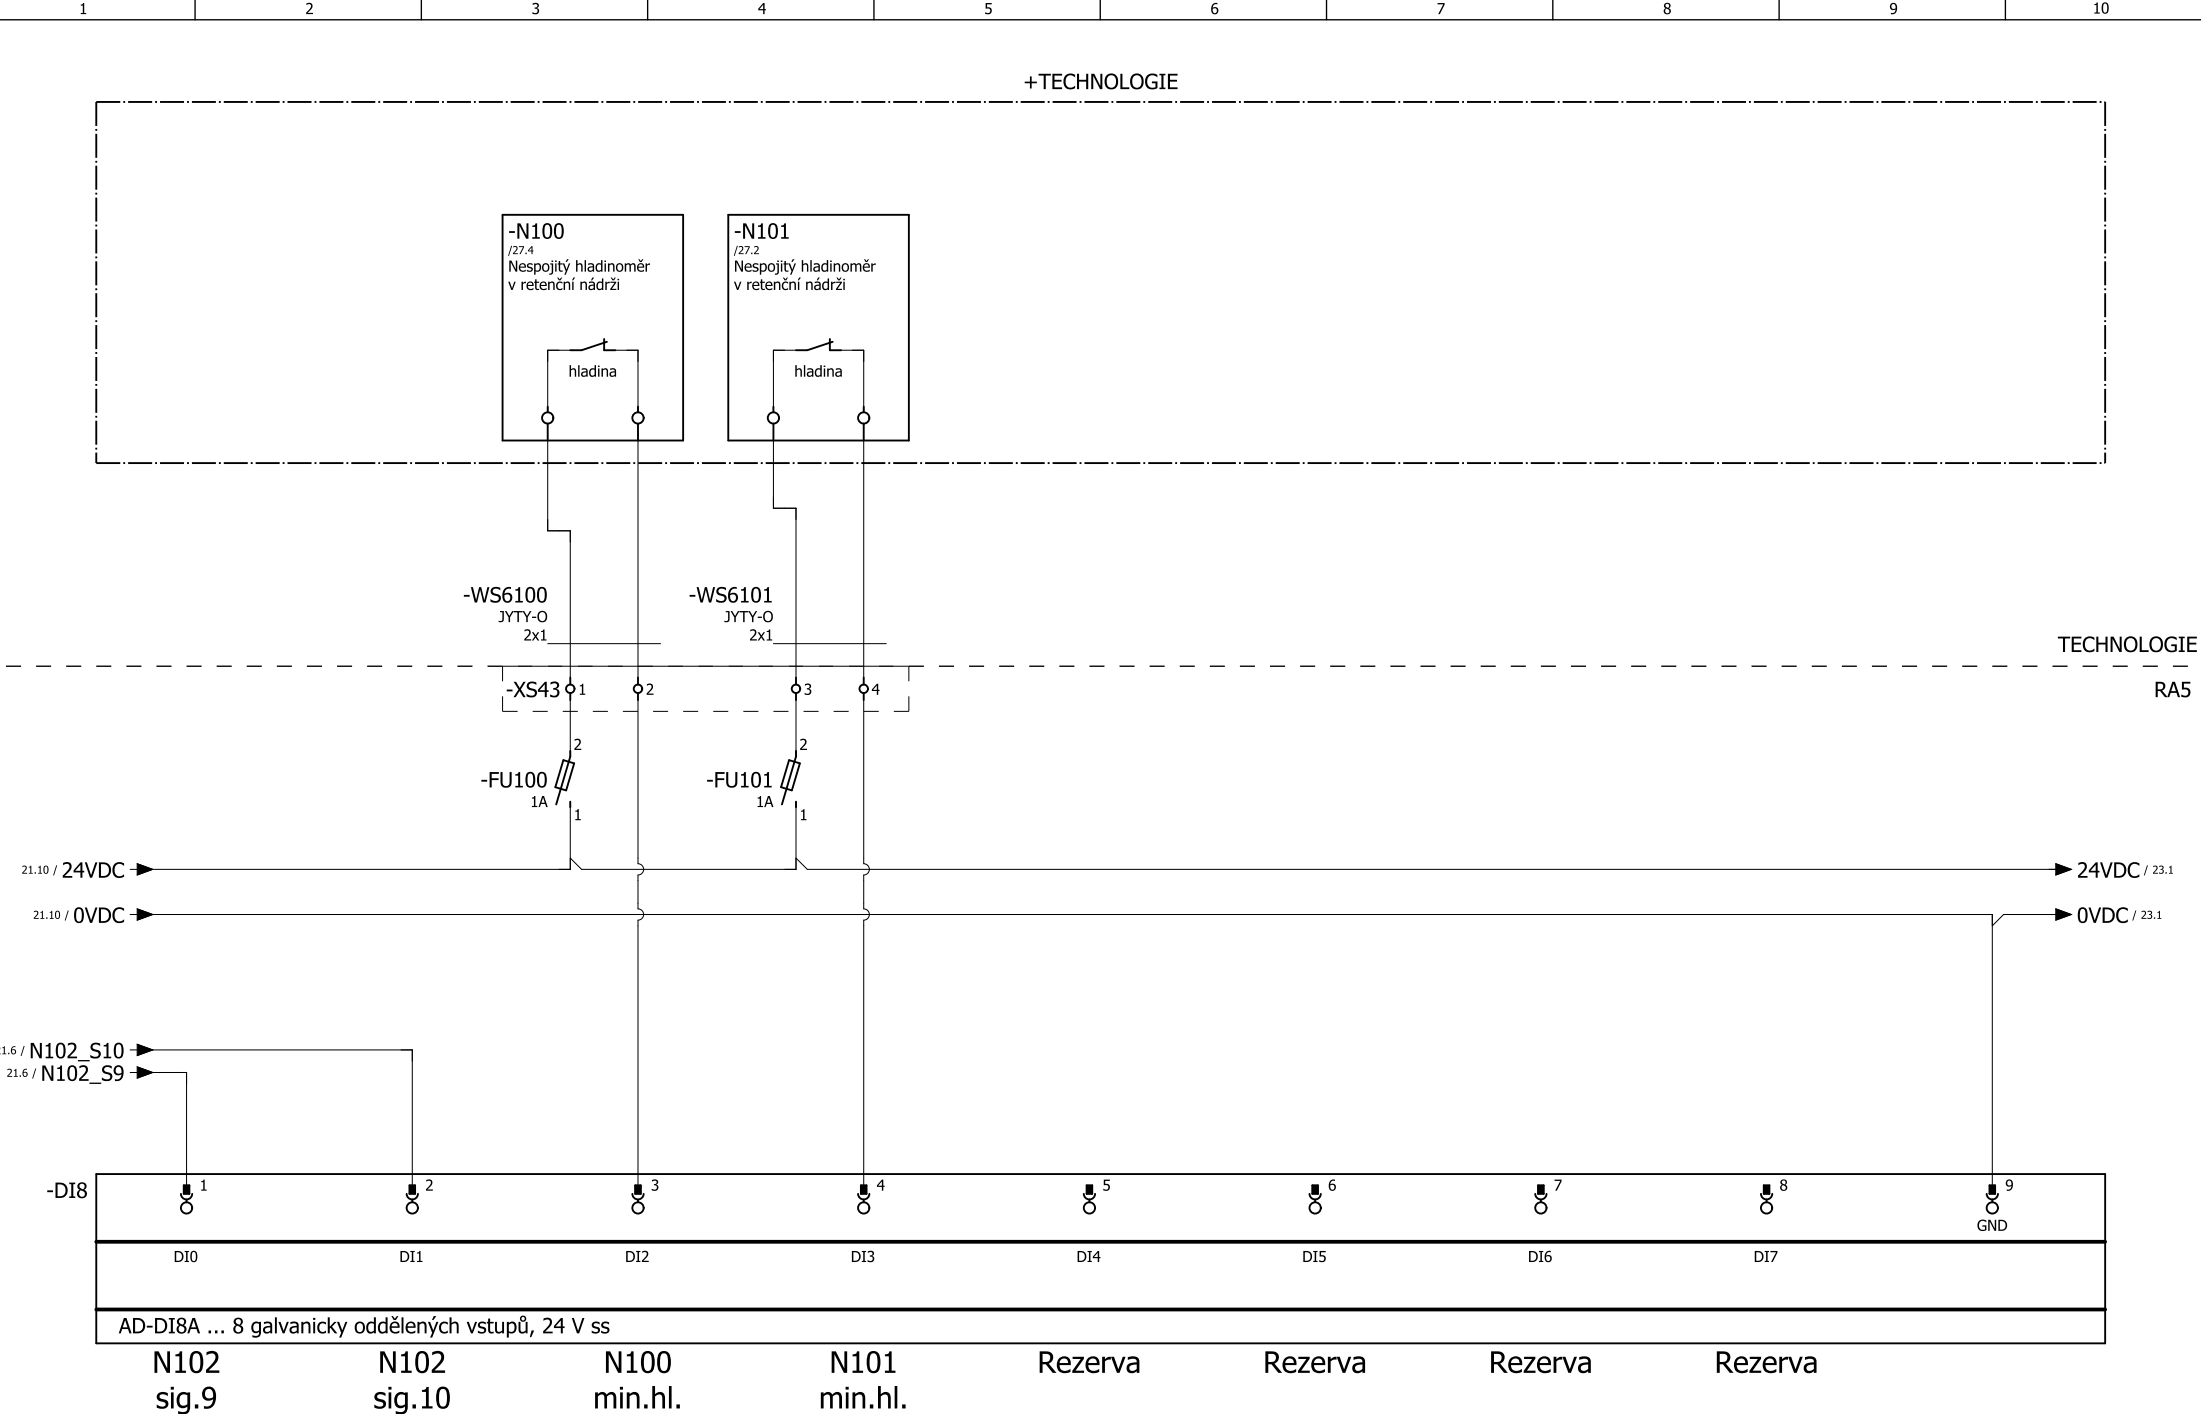 1 2 3 4 5 6 7 8 9 10
+TECHNOLOGIE
-N100
/27.4
Nespojitý hladinoměr
v retenční nádrži
hladina
-N101
/27.2
Nespojitý hladinoměr
v retenční nádrži
hladina
-WS6100
JYTY-O
2x1
-WS6101
JYTY-O
2x1
TECHNOLOGIE
-XS43 1 2 3 4
RA5
2
-FU100
1A
1
2
-FU101
1A
1
21.10 / 24VDC
24VDC / 23.1
21.10 / 0VDC
0VDC / 23.1
1.6 / N102_S10
21.6 / N102_S9
-DI8 1 2 3 4 5 6 7 8 9
GND
DI0 DI1 DI2 DI3 DI4 DI5 DI6 DI7
AD-DI8A ... 8 galvanicky oddělených vstupů, 24 V ss
N102 N102 N100 N101 Rezerva Rezerva Rezerva Rezerva
sig.9 sig.10 min.hl. min.hl.